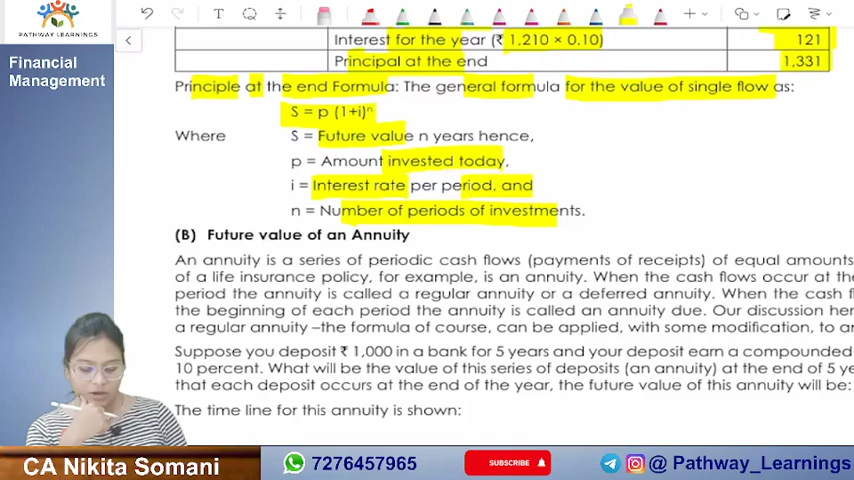 PATHWAY LEARNINGS
Financial
Management
T
Interest for the year (₹ 1,210 × 0.10)
121
Principal at the end
1,331
Principle at the end Formula: The general formula for the value of single flow as:
S = p (1+i)ⁿ
Where S = Future value n years hence,
p = Amount invested today,
i = Interest rate per period, and
n = Number of periods of investments.
(B) Future value of an Annuity
An annuity is a series of periodic cash flows (payments of receipts) of equal amounts
of a life insurance policy, for example, is an annuity. When the cash flows occur at the
period the annuity is called a regular annuity or a deferred annuity. When the cash
the beginning of each period the annuity is called an annuity due. Our discussion
a regular annuity –the formula of course, can be applied, with some modification, to
Suppose you deposit ₹ 1,000 in a bank for 5 years and your deposit earn a compounded
10 percent. What will be the value of this series of deposits (an annuity) at the end of 5
that each deposit occurs at the end of the year, the future value of this annuity will be:
The time line for this annuity is shown:
CA Nikita Somani
7276457965
SUBSCRIBE
@ Pathway_Learnings